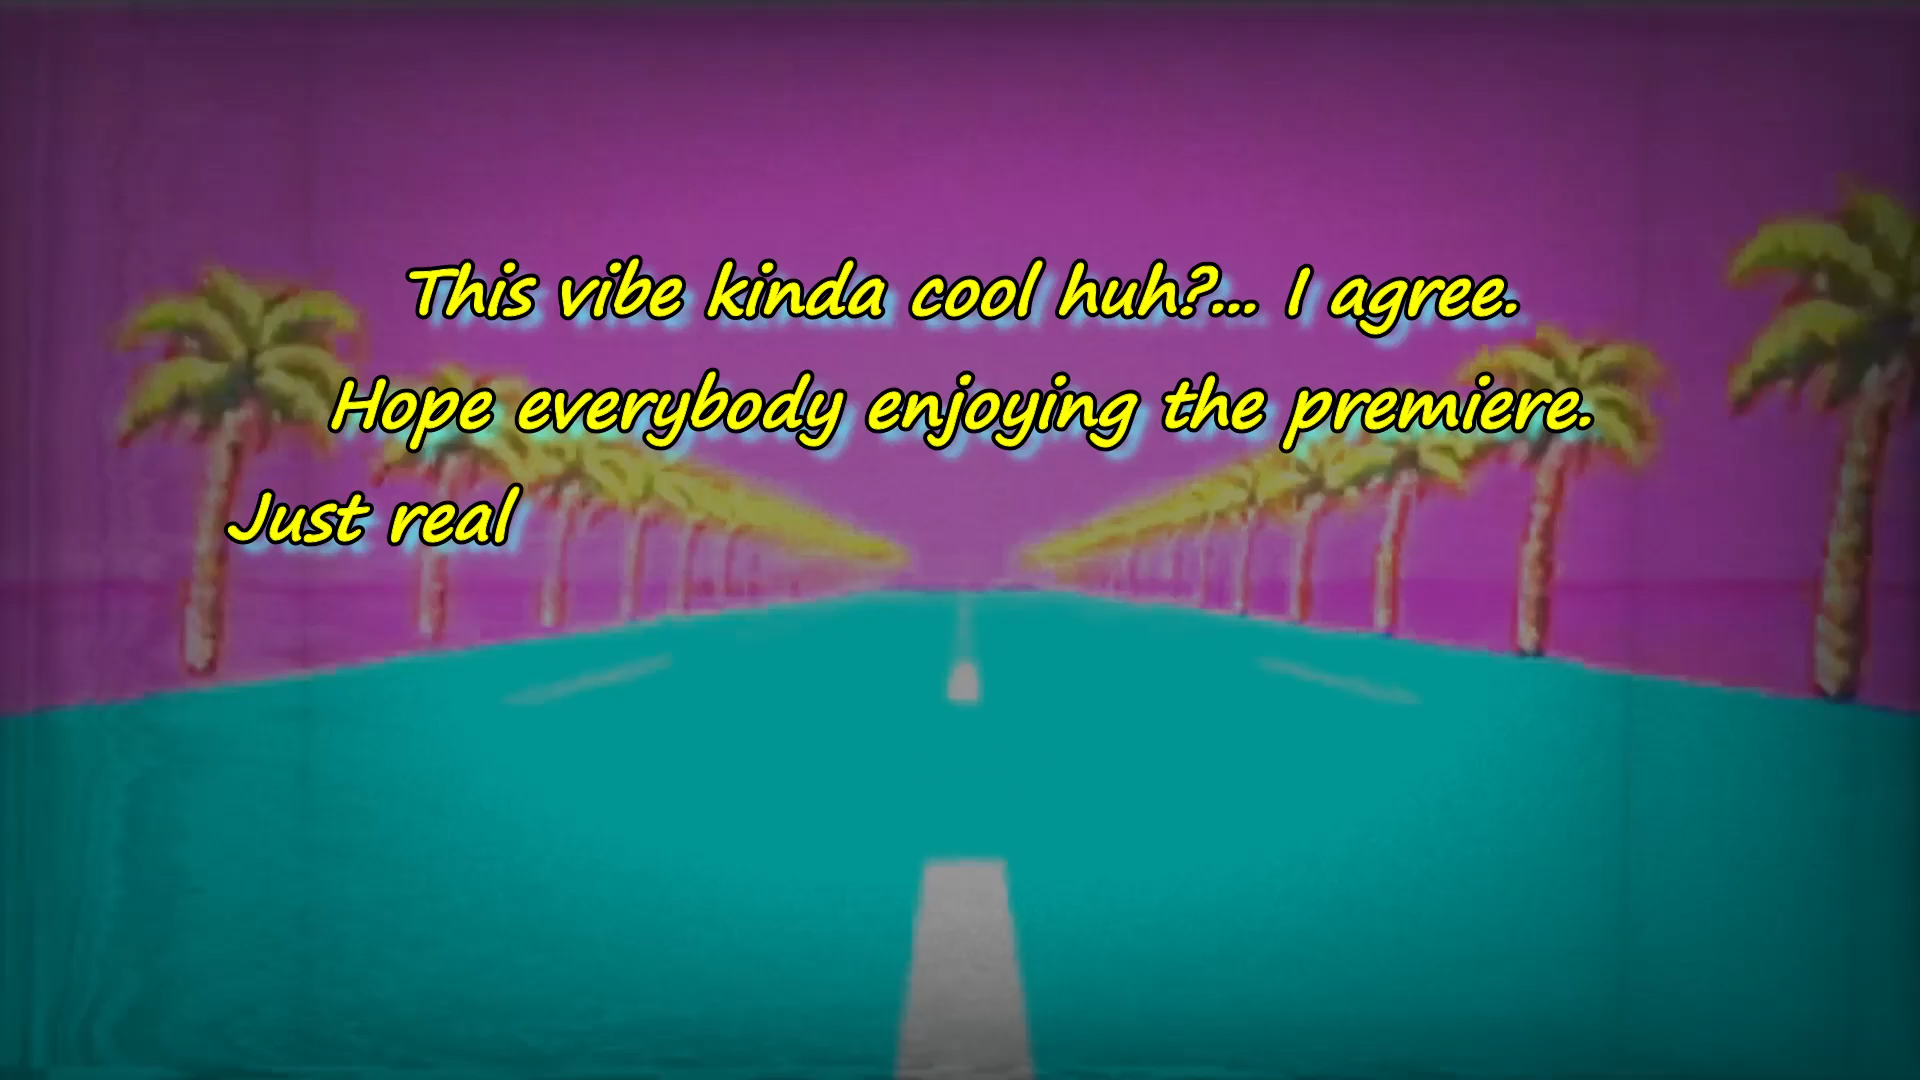 This vibe kinda cool huh?... I agree.
Hope everybody enjoying the premiere.
Just real